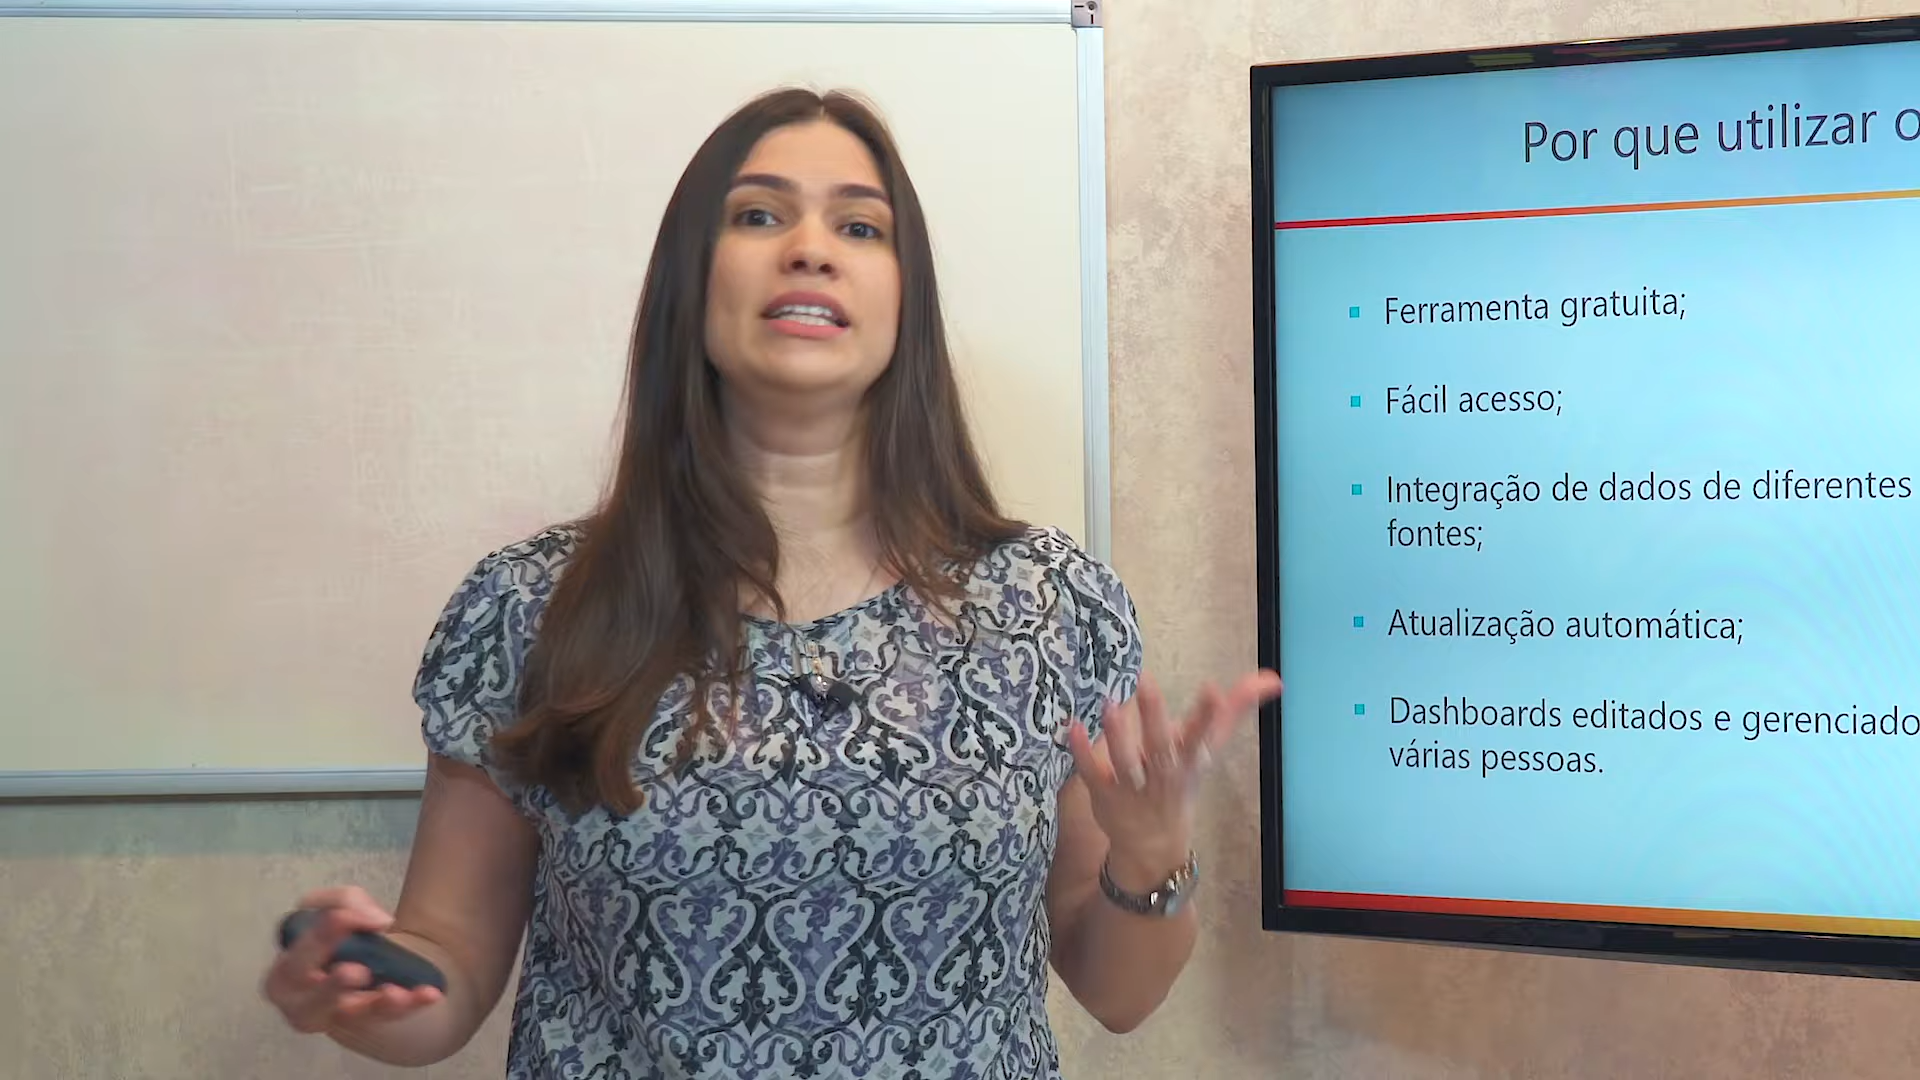 Por que utilizar o
Ferramenta gratuita;
Fácil acesso;
Integração de dados de diferentes
fontes;
Atualização automática;
Dashboards editados e gerenciado
várias pessoas.